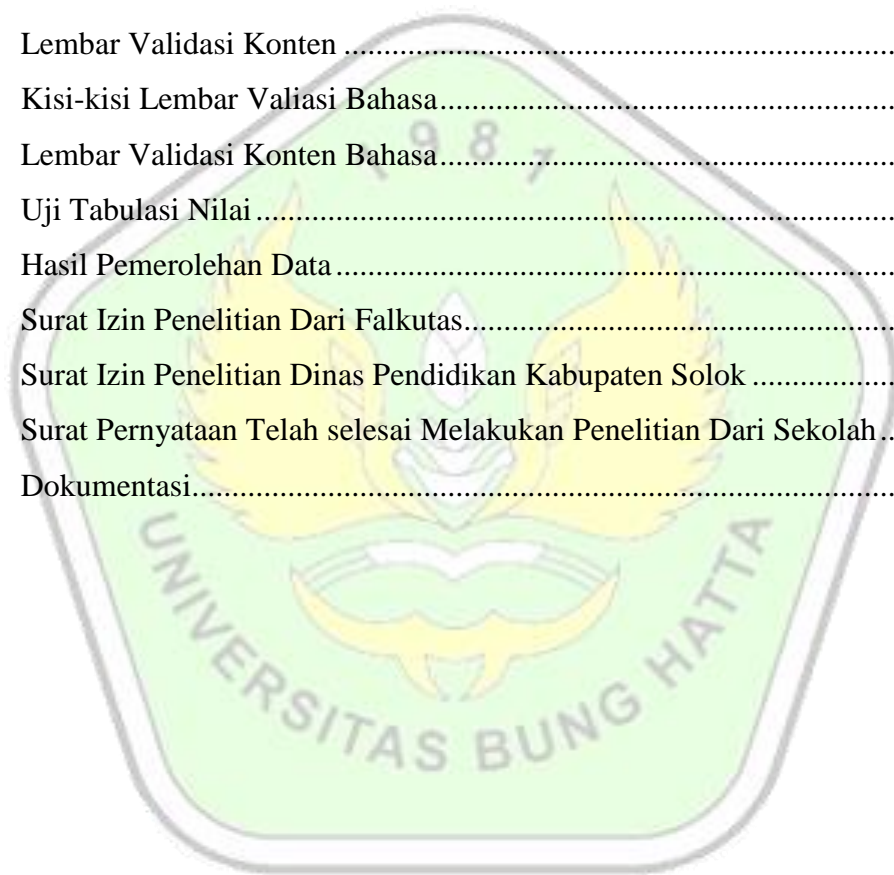 Lembar Validasi Konten ..........................................................................
Kisi-kisi Lembar Valiasi Bahasa.............................................................
Lembar Validasi Konten Bahasa.............................................................
Uji Tabulasi Nilai.....................................................................................
Hasil Pemerolehan Data..........................................................................
Surat Izin Penelitian Dari Falkutas..........................................................
Surat Izin Penelitian Dinas Pendidikan Kabupaten Solok ...................
Surat Pernyataan Telah selesai Melakukan Penelitian Dari Sekolah..
Dokumentasi.............................................................................................
1981
UNIVERSITAS BUNG HATTA